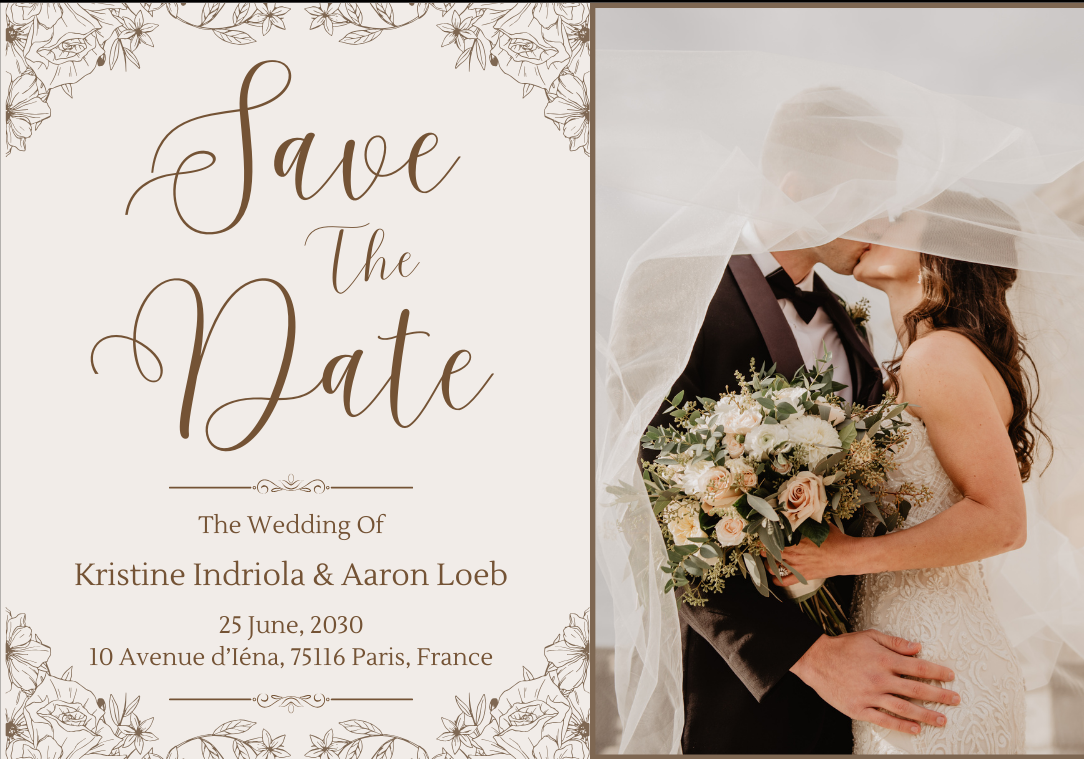 Save
The
Date
The Wedding Of
Kristine Indriola & Aaron Loeb
25 June, 2030
10 Avenue d’Iéna, 75116 Paris, France